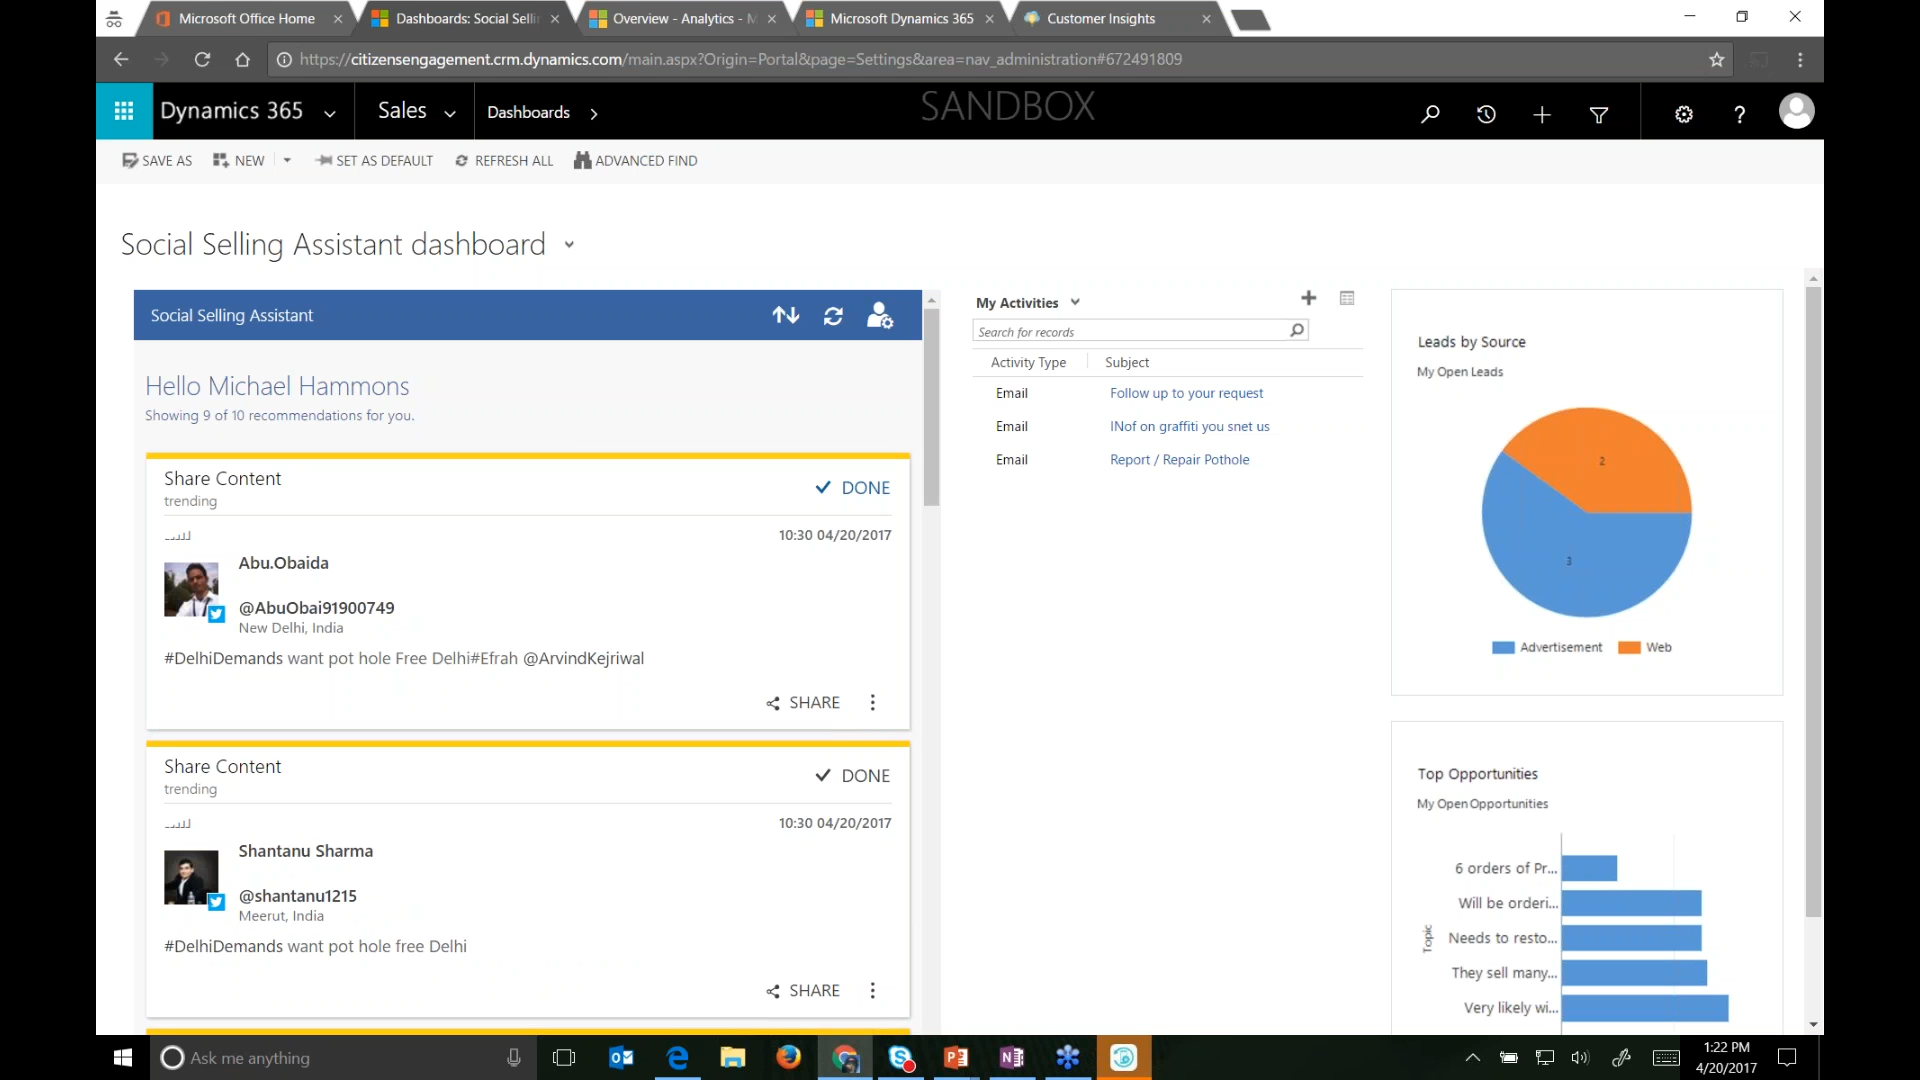 Microsoft Office Home
Dashboards: Social Sellin
Overview - Analytics - M
Microsoft Dynamics 365
Customer Insights
https://citizensengagement.crm.dynamics.com/main.aspx?Origin=Portal&page=Settings&area=nav_administration#672491809
Dynamics 365
Sales
Dashboards
SANDBOX
SAVE AS
NEW
SET AS DEFAULT
REFRESH ALL
ADVANCED FIND
Social Selling Assistant dashboard
Social Selling Assistant
Hello Michael Hammons
Showing 9 of 10 recommendations for you.
Share Content
trending
DONE
10:30 04/20/2017
Abu.Obaida
@AbuObai91900749
New Delhi, India
#DelhiDemands want pot hole Free Delhi#Efrah @ArvindKejriwal
SHARE
Share Content
trending
DONE
10:30 04/20/2017
Shantanu Sharma
@shantanu1215
Meerut, India
#DelhiDemands want pot hole free Delhi
SHARE
My Activities
Search for records
Activity Type Subject
Email Follow up to your request
Email INof on graffiti you snet us
Email Report / Repair Pothole
Leads by Source
My Open Leads
2
3
Advertisement Web
Top Opportunities
My Open Opportunities
Topic
6 orders of Pr...
Will be orderi...
Needs to resto...
They sell many...
Very likely wi...
Ask me anything
1:22 PM
4/20/2017